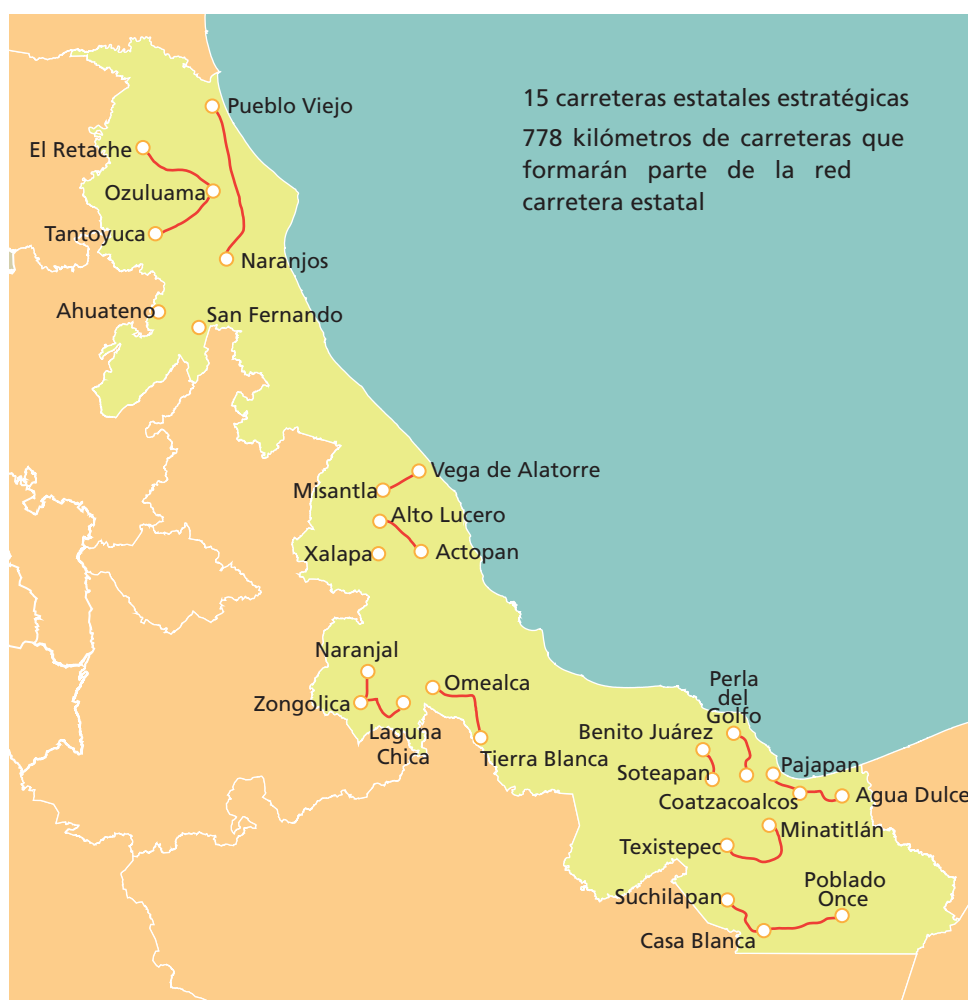 15 carreteras estatales estratégicas
778 kilómetros de carreteras que
formarán parte de la red
carretera estatal
Pueblo Viejo
El Retache
Ozuluama
Tantoyuca
Naranjos
Ahuateno
San Fernando
Vega de Alatorre
Misantla
Alto Lucero
Xalapa
Actopan
Naranjal
Omealca
Zongolica
Laguna
Chica
Tierra Blanca
Perla
del
Golfo
Benito Juárez
Soteapan
Pajapan
Coatzacoalcos
Agua Dulce
Minatitlán
Texistepec
Suchilapan
Poblado
Once
Casa Blanca